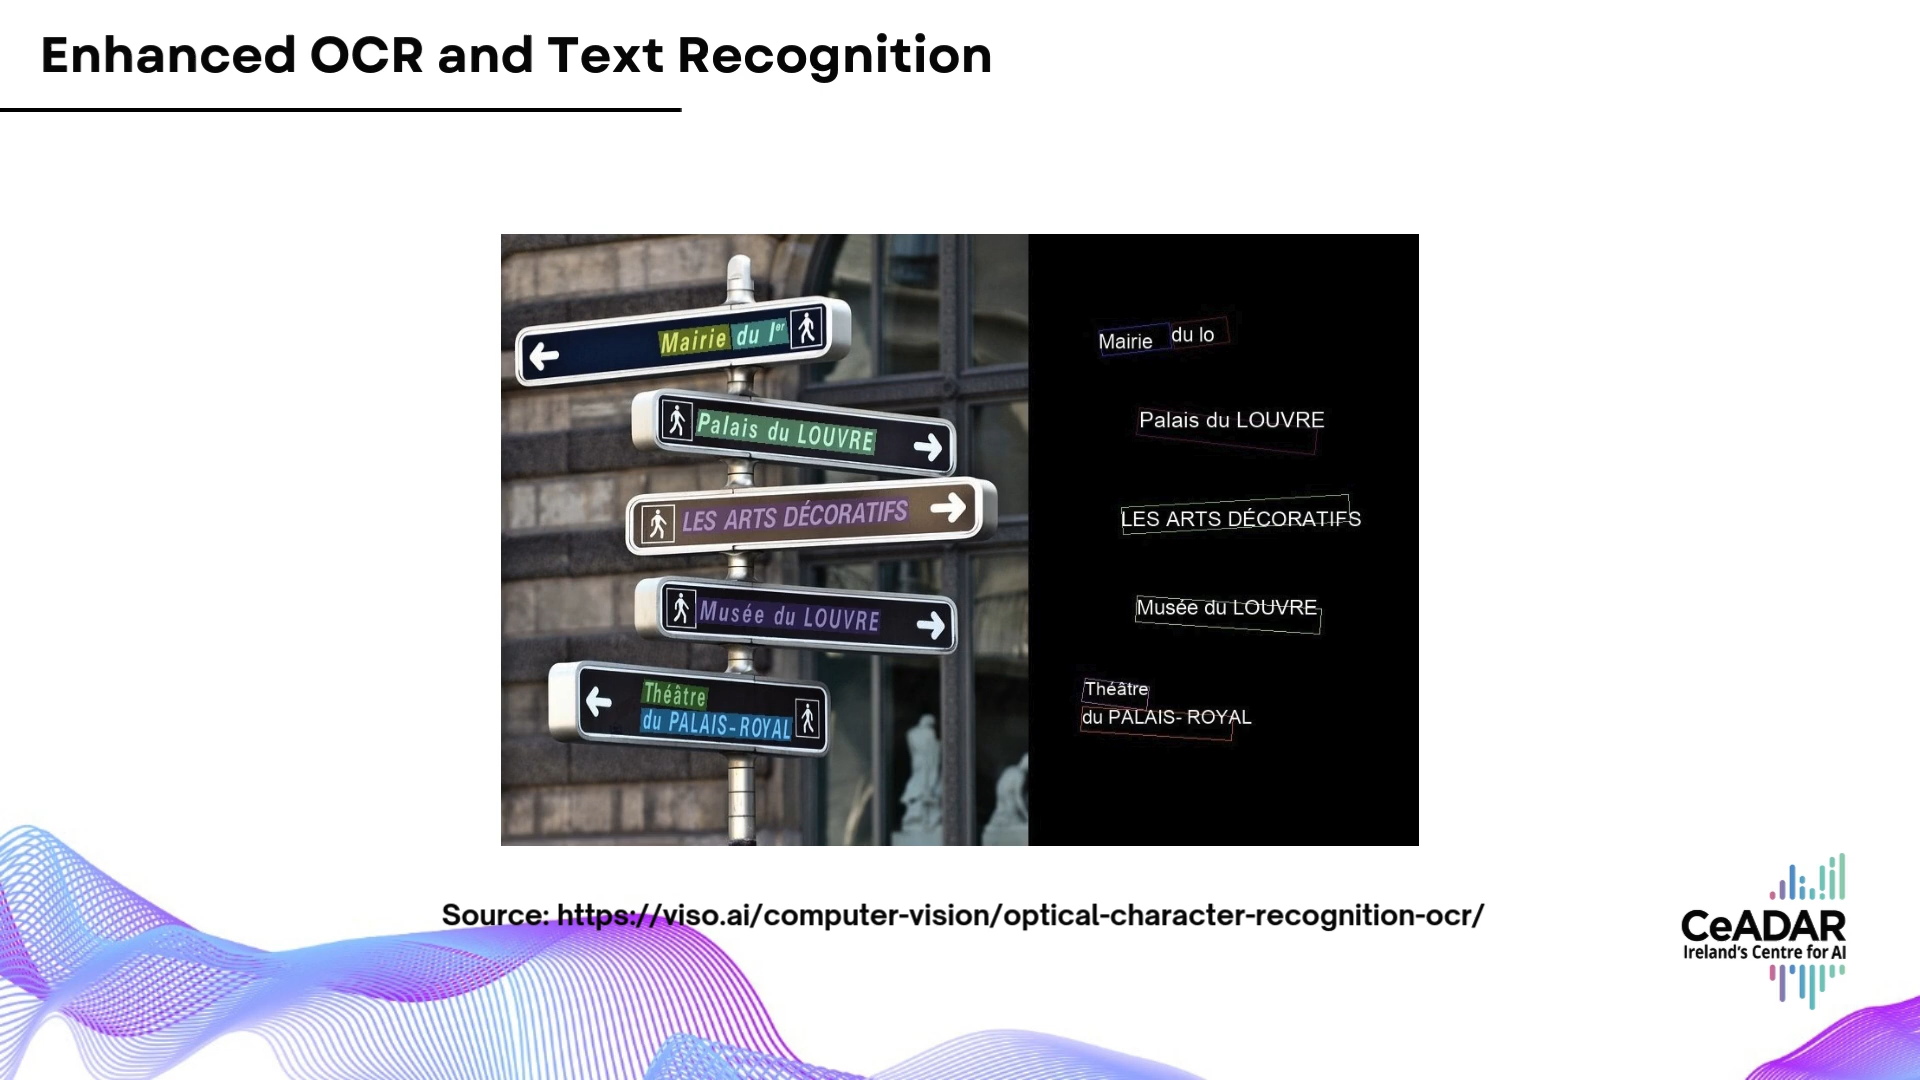 Enhanced OCR and Text Recognition
Mairie du Ier
Palais du LOUVRE
LES ARTS DÉCORATIFS
Musée du LOUVRE
Théâtre
du PALAIS-ROYAL
Mairie du lo
Palais du LOUVRE
LES ARTS DÉCORATIFS
Musée du LOUVRE
Théâtre
du PALAIS- ROYAL
Source: https://viso.ai/computer-vision/optical-character-recognition-ocr/
CeADAR
Ireland's Centre for AI